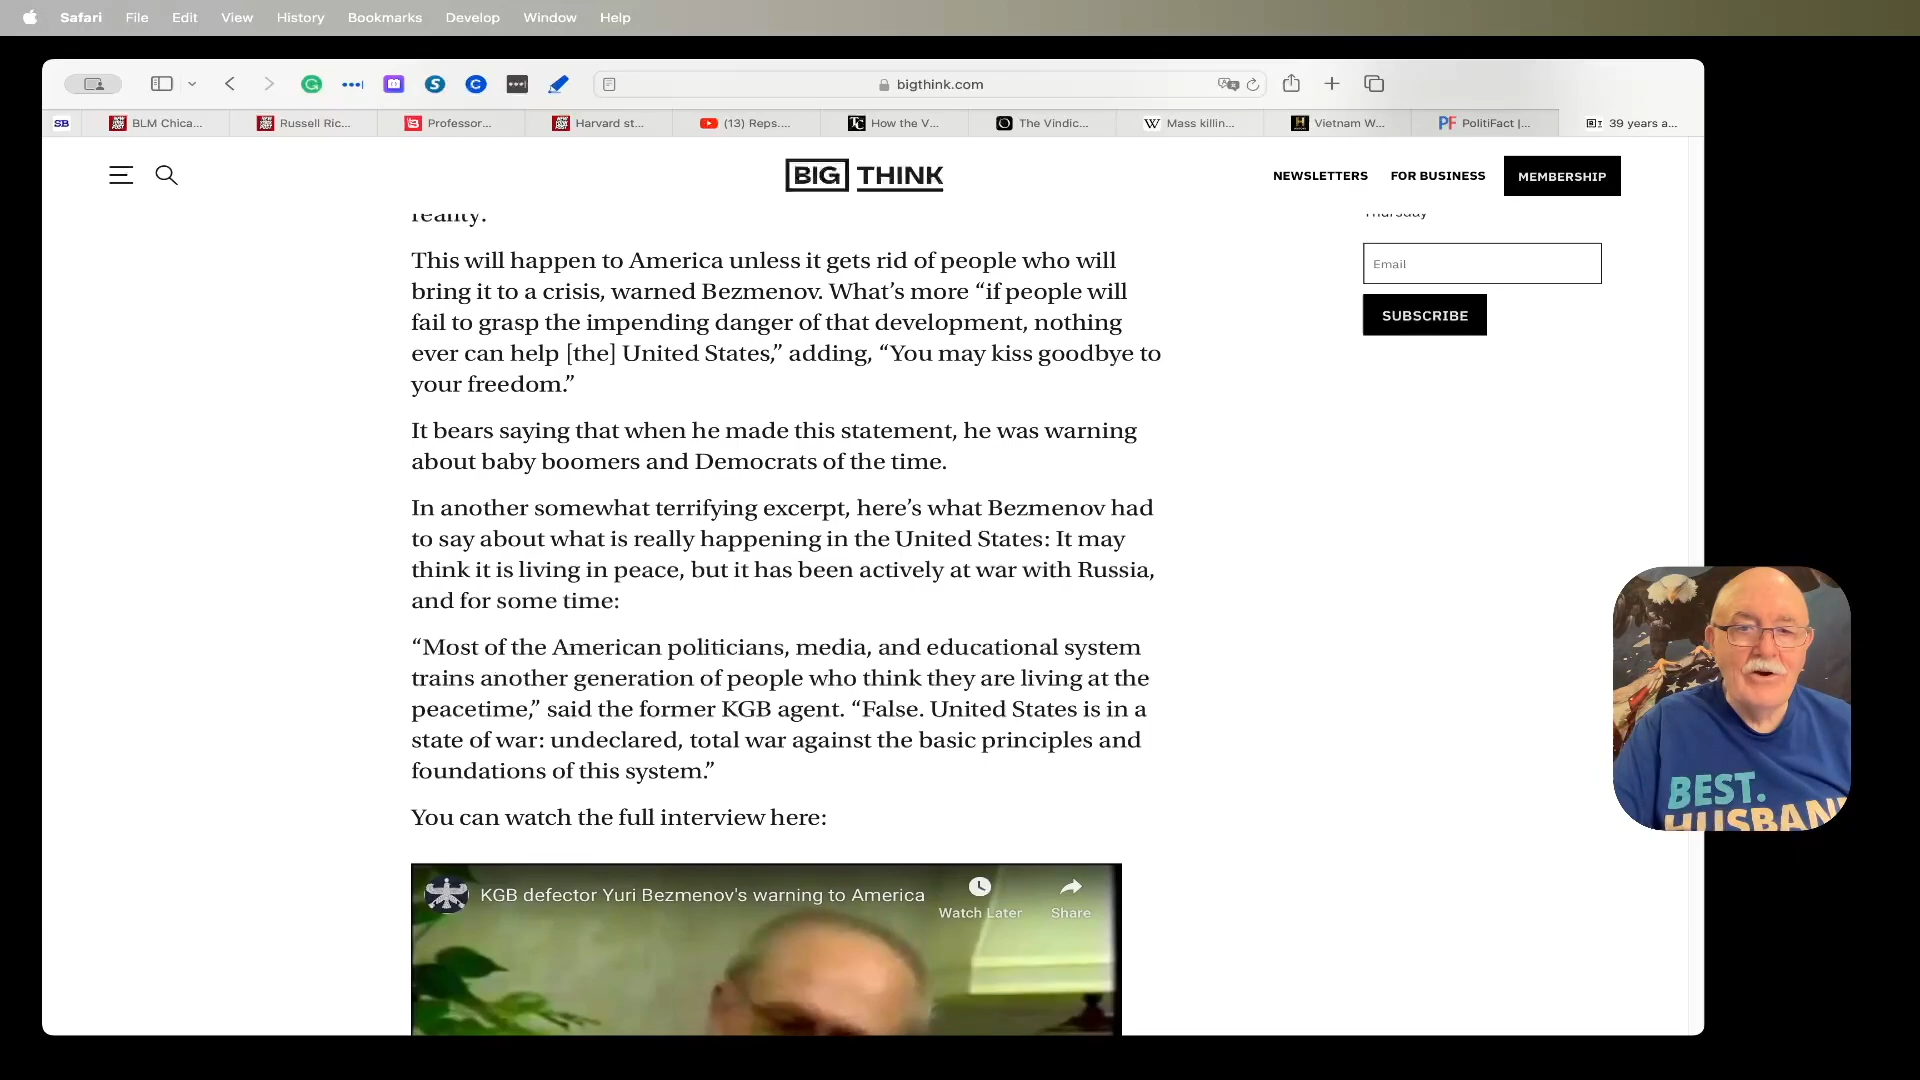 Safari File Edit View History Bookmarks Develop Window Help
bigthink.com
SB BLM Chica... Russell Ric... Professor... Harvard st... (13) Reps.... How the V... The Vindic... Mass killin... Vietnam W... PolitiFact |... 39 years a...
BIG THINK
NEWSLETTERS FOR BUSINESS MEMBERSHIP
reality.
This will happen to America unless it gets rid of people who will
bring it to a crisis, warned Bezmenov. What’s more “if people will
fail to grasp the impending danger of that development, nothing
ever can help [the] United States,” adding, “You may kiss goodbye to
your freedom.”
It bears saying that when he made this statement, he was warning
about baby boomers and Democrats of the time.
In another somewhat terrifying excerpt, here’s what Bezmenov had
to say about what is really happening in the United States: It may
think it is living in peace, but it has been actively at war with Russia,
and for some time:
“Most of the American politicians, media, and educational system
trains another generation of people who think they are living at the
peacetime,” said the former KGB agent. “False. United States is in a
state of war: undeclared, total war against the basic principles and
foundations of this system.”
You can watch the full interview here:
KGB defector Yuri Bezmenov's warning to America
Watch Later Share
Thursday
Email
SUBSCRIBE
BEST.
HUSBAND